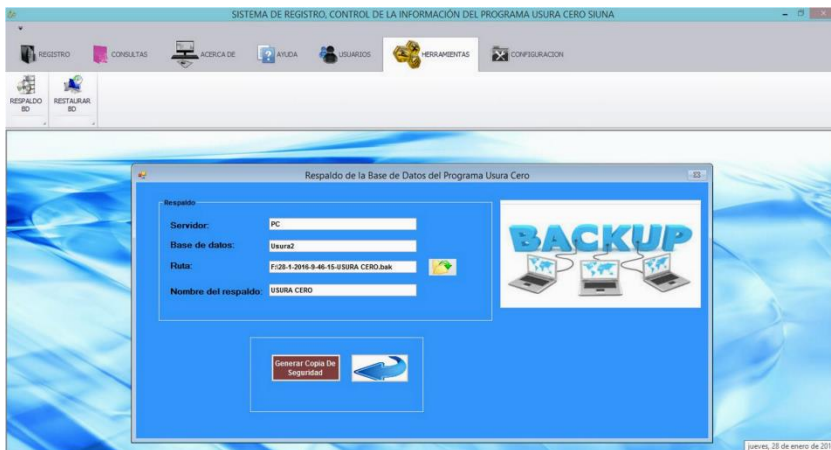 SISTEMA DE REGISTRO, CONTROL DE LA INFORMACIÓN DEL PROGRAMA USURA CERO SIUNA
REGISTRO CONSULTAS ACERCA DE AYUDA USUARIOS HERRAMIENTAS CONFIGURACION
RESPALDO BD
RESTAURAR BD
Respaldo de la Base de Datos del Programa Usura Cero
Respaldo
Servidor: PC
Base de datos: Usura2
Ruta: F:\28-1-2016-9-46-15-USURA CERO.bak
Nombre del respaldo: USURA CERO
BACKUP
Generar Copia De
Seguridad
jueves, 28 de enero de 201